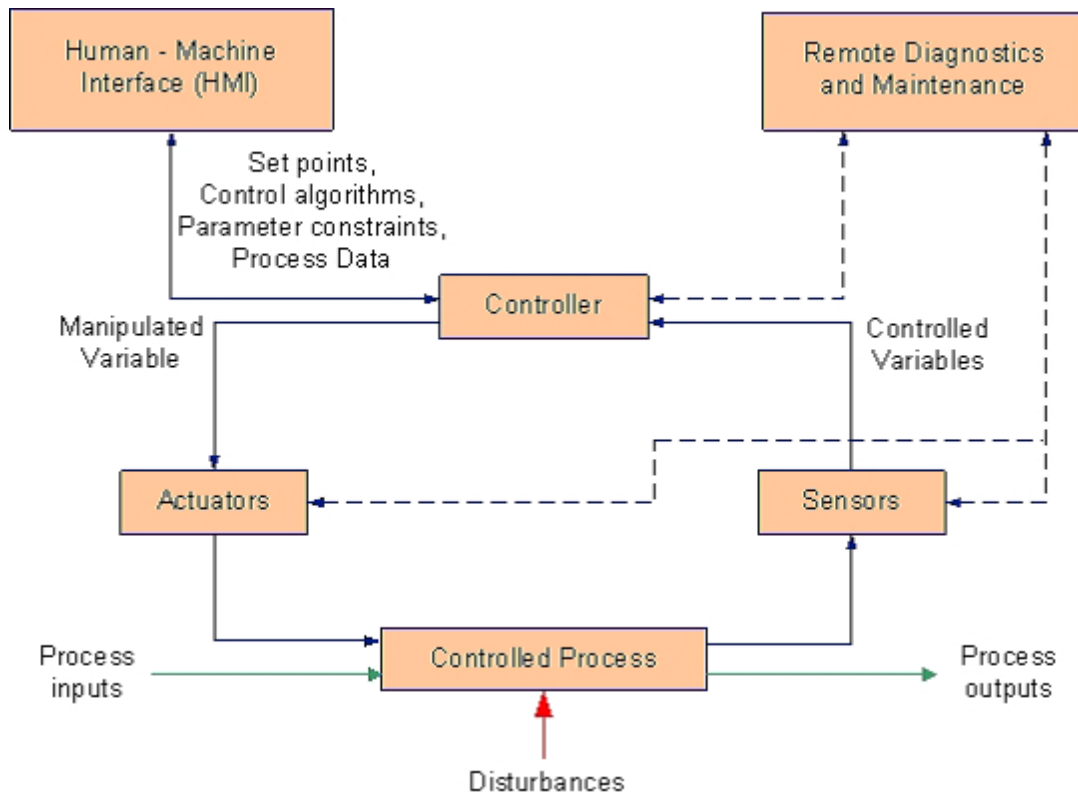 Human - Machine
Interface (HMI)
Remote Diagnostics
and Maintenance
Set points,
Control algorithms,
Parameter constraints,
Process Data
Controller
Manipulated
Variable
Controlled
Variables
Actuators
Sensors
Process
inputs
Controlled Process
Process
outputs
Disturbances